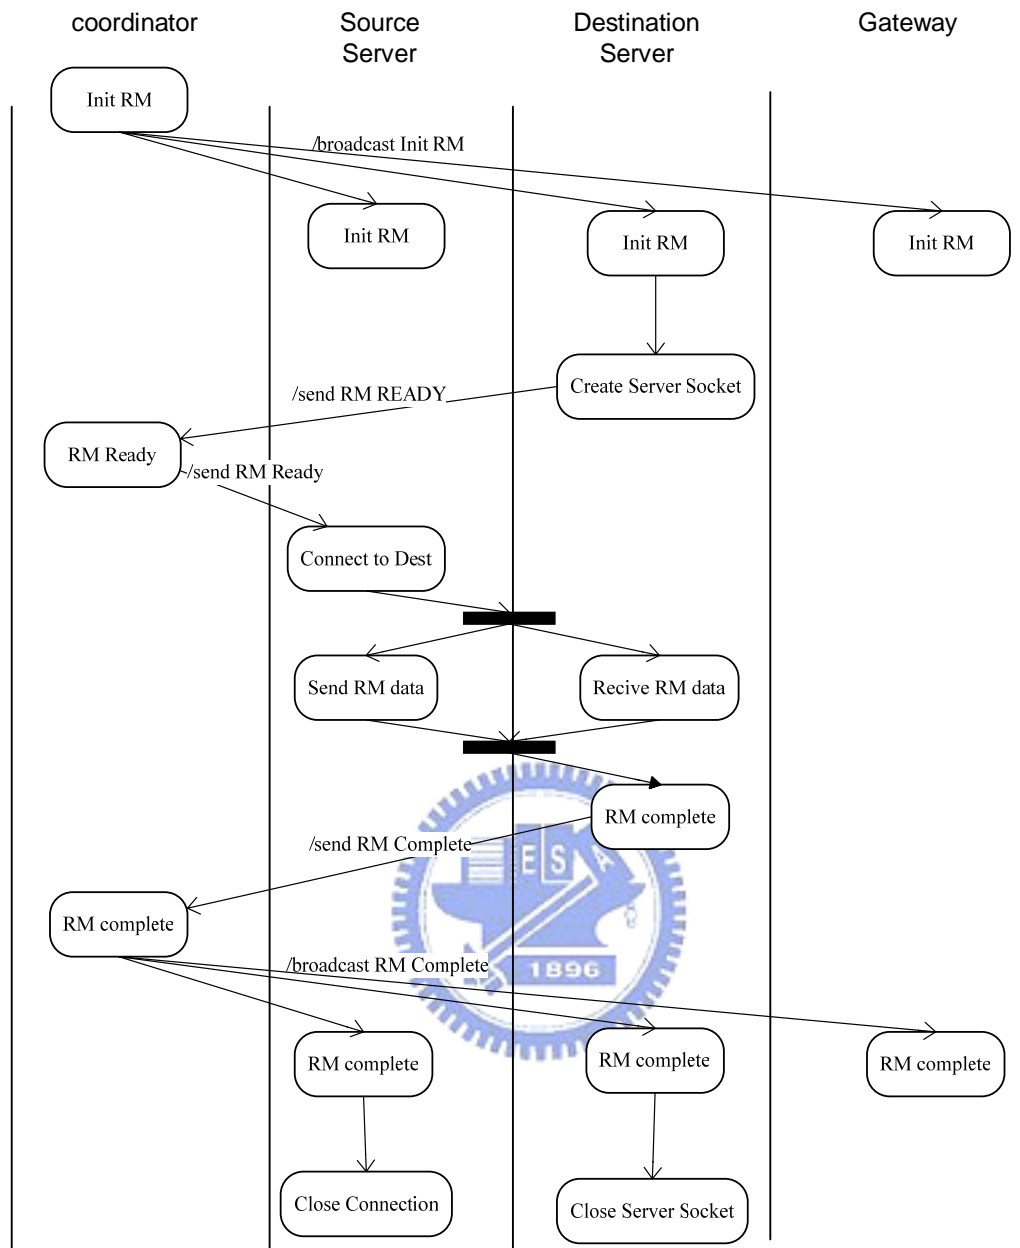 coordinator
Source
Server
Destination
Server
Gateway
Init RM
/broadcast Init RM
Init RM
Init RM
Init RM
Create Server Socket
/send RM READY
RM Ready
/send RM Ready
Connect to Dest
Send RM data
Recive RM data
RM complete
/send RM Complete
ESA
RM complete
/broadcast RM Complete
1896
RM complete
RM complete
RM complete
Close Connection
Close Server Socket